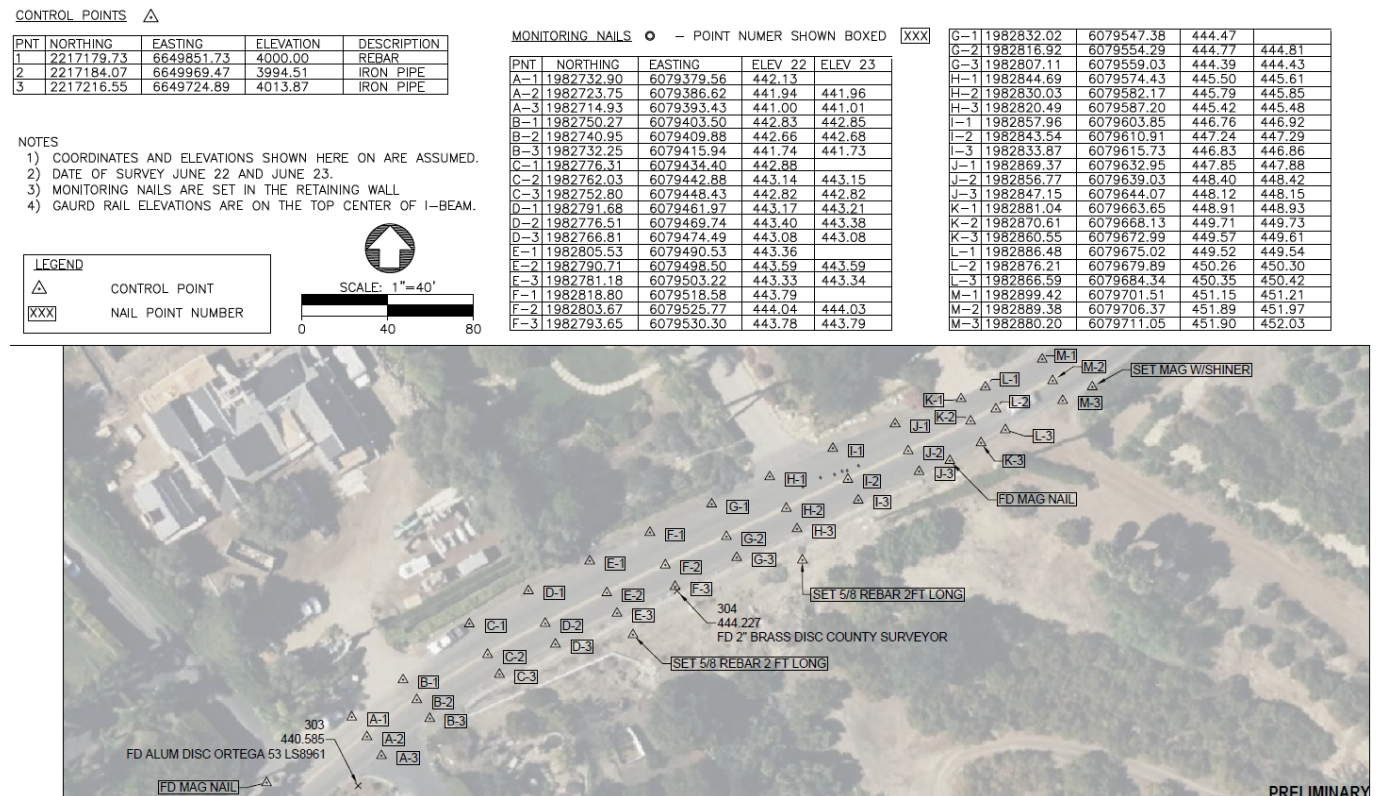 CONTROL POINTS
PNT NORTHING EASTING ELEVATION DESCRIPTION
1 2217179.73 6649851.73 4000.00 REBAR
2 2217184.07 6649969.47 3994.51 IRON PIPE
3 2217216.55 6649724.89 4013.87 IRON PIPE
NOTES
1) COORDINATES AND ELEVATIONS SHOWN HERE ON ARE ASSUMED.
2) DATE OF SURVEY JUNE 22 AND JUNE 23.
3) MONITORING NAILS ARE SET IN THE RETAINING WALL
4) GAURD RAIL ELEVATIONS ARE ON THE TOP CENTER OF I-BEAM.
LEGEND
CONTROL POINT
XXX NAIL POINT NUMBER
SCALE: 1"=40'
0 40 80
MONITORING NAILS – POINT NUMER SHOWN BOXED XXX
PNT NORTHING EASTING ELEV 22 ELEV 23
A-1 1982732.90 6079379.56 442.13
A-2 1982723.75 6079386.62 441.94 441.96
A-3 1982714.93 6079393.43 441.00 441.01
B-1 1982750.27 6079403.50 442.83 442.85
B-2 1982740.95 6079409.88 442.66 442.68
B-3 1982732.25 6079415.94 441.74 441.73
C-1 1982776.31 6079434.40 442.88
C-2 1982762.03 6079442.88 443.14 443.15
C-3 1982752.80 6079448.43 442.82 442.82
D-1 1982791.68 6079461.97 443.17 443.21
D-2 1982776.51 6079469.74 443.40 443.38
D-3 1982766.81 6079474.49 443.08 443.08
E-1 1982805.53 6079490.53 443.36
E-2 1982790.71 6079498.50 443.59 443.59
E-3 1982781.18 6079503.22 443.33 443.34
F-1 1982818.80 6079518.58 443.79
F-2 1982803.67 6079525.77 444.04 444.03
F-3 1982793.65 6079530.30 443.78 443.79
G-1 1982832.02 6079547.38 444.47
G-2 1982816.92 6079554.29 444.77 444.81
G-3 1982807.11 6079559.03 444.39 444.43
H-1 1982844.69 6079574.43 445.50 445.61
H-2 1982830.03 6079582.17 445.79 445.85
H-3 1982820.49 6079587.20 445.42 445.48
I-1 1982857.96 6079603.85 446.76 446.92
I-2 1982843.54 6079610.91 447.24 447.29
I-3 1982833.87 6079615.73 446.83 446.86
J-1 1982869.37 6079632.95 447.85 447.88
J-2 1982856.77 6079639.03 448.40 448.42
J-3 1982847.15 6079644.07 448.12 448.15
K-1 1982881.04 6079663.65 448.91 448.93
K-2 1982870.61 6079668.13 449.71 449.73
K-3 1982860.55 6079672.99 449.57 449.61
L-1 1982886.48 6079675.02 449.52 449.54
L-2 1982876.21 6079679.89 450.26 450.30
L-3 1982866.59 6079684.34 450.35 450.42
M-1 1982899.42 6079701.51 451.15 451.21
M-2 1982889.38 6079706.37 451.89 451.97
M-3 1982880.20 6079711.05 451.90 452.03
M-1
M-2
SET MAG W/SHINER
L-1
K-1
L-2
M-3
K-2
J-1
L-3
I-1
J-2
K-3
J-3
H-1
I-2
FD MAG NAIL
I-3
G-1
H-2
H-3
F-1
G-2
G-3
E-1
F-2
F-3
SET 5/8 REBAR 2FT LONG
D-1
E-2
304
444.227
FD 2" BRASS DISC COUNTY SURVEYOR
E-3
C-1
D-2
D-3
C-2
SET 5/8 REBAR 2 FT LONG
C-3
B-1
B-2
A-1
B-3
303
440.585
FD ALUM DISC ORTEGA 53 LS8961
A-2
A-3
FD MAG NAIL
PRELIMINARY